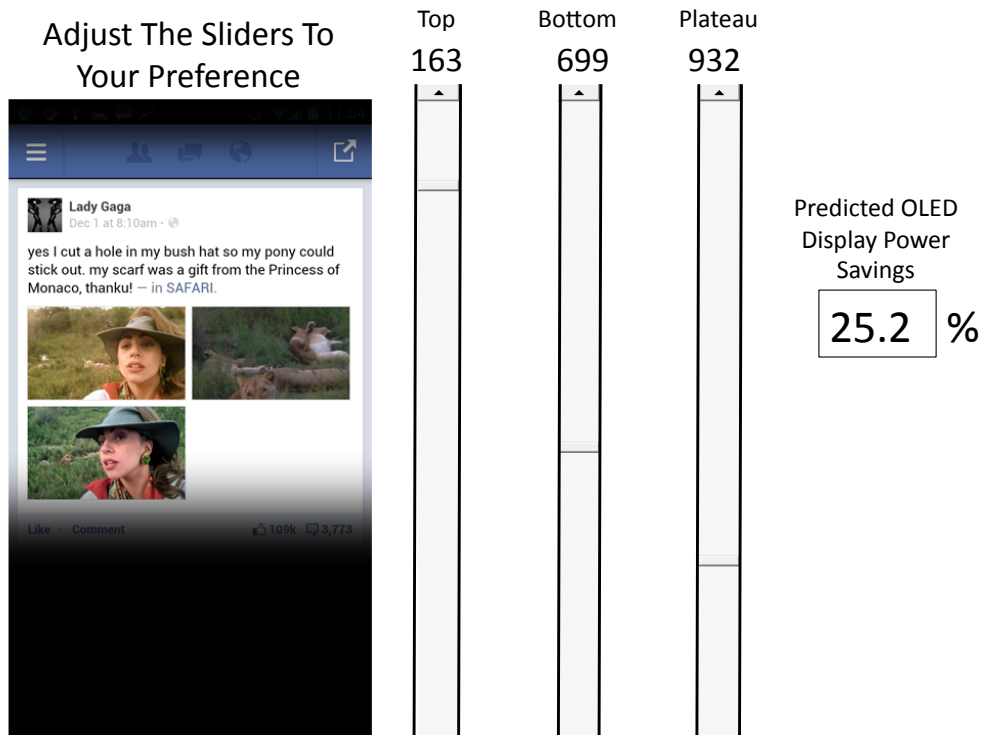 Adjust The Sliders To
Your Preference
Top
Bottom
Plateau
163
699
932
11:54
Lady Gaga
Dec 1 at 8:10am ·
yes I cut a hole in my bush hat so my pony could
stick out. my scarf was a gift from the Princess of
Monaco, thanku! — in SAFARI.
Like · Comment
109k
3,773
Predicted OLED
Display Power
Savings
25.2 %